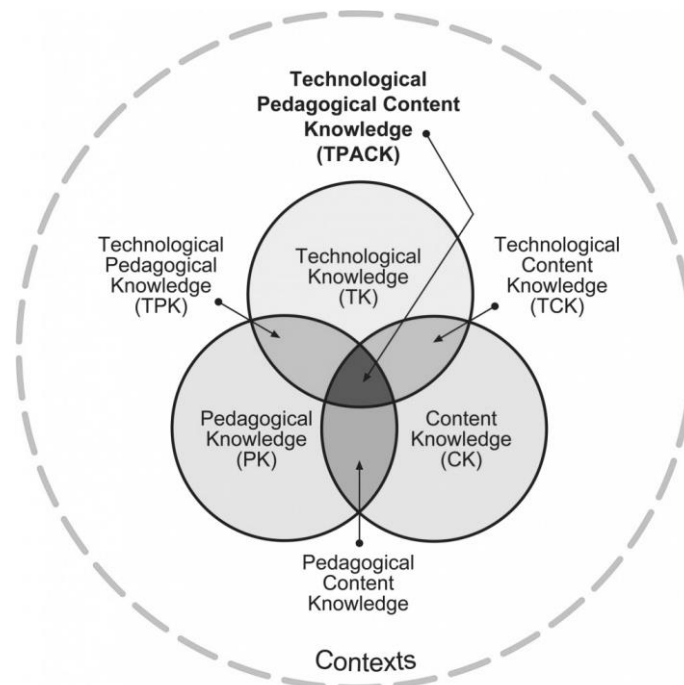 Technological
Pedagogical Content
Knowledge
(TPACK)
Technological
Pedagogical
Knowledge
(TPK)
Technological
Knowledge
(TK)
Technological
Content
Knowledge
(TCK)
Pedagogical
Knowledge
(PK)
Content
Knowledge
(CK)
Pedagogical
Content
Knowledge
Contexts